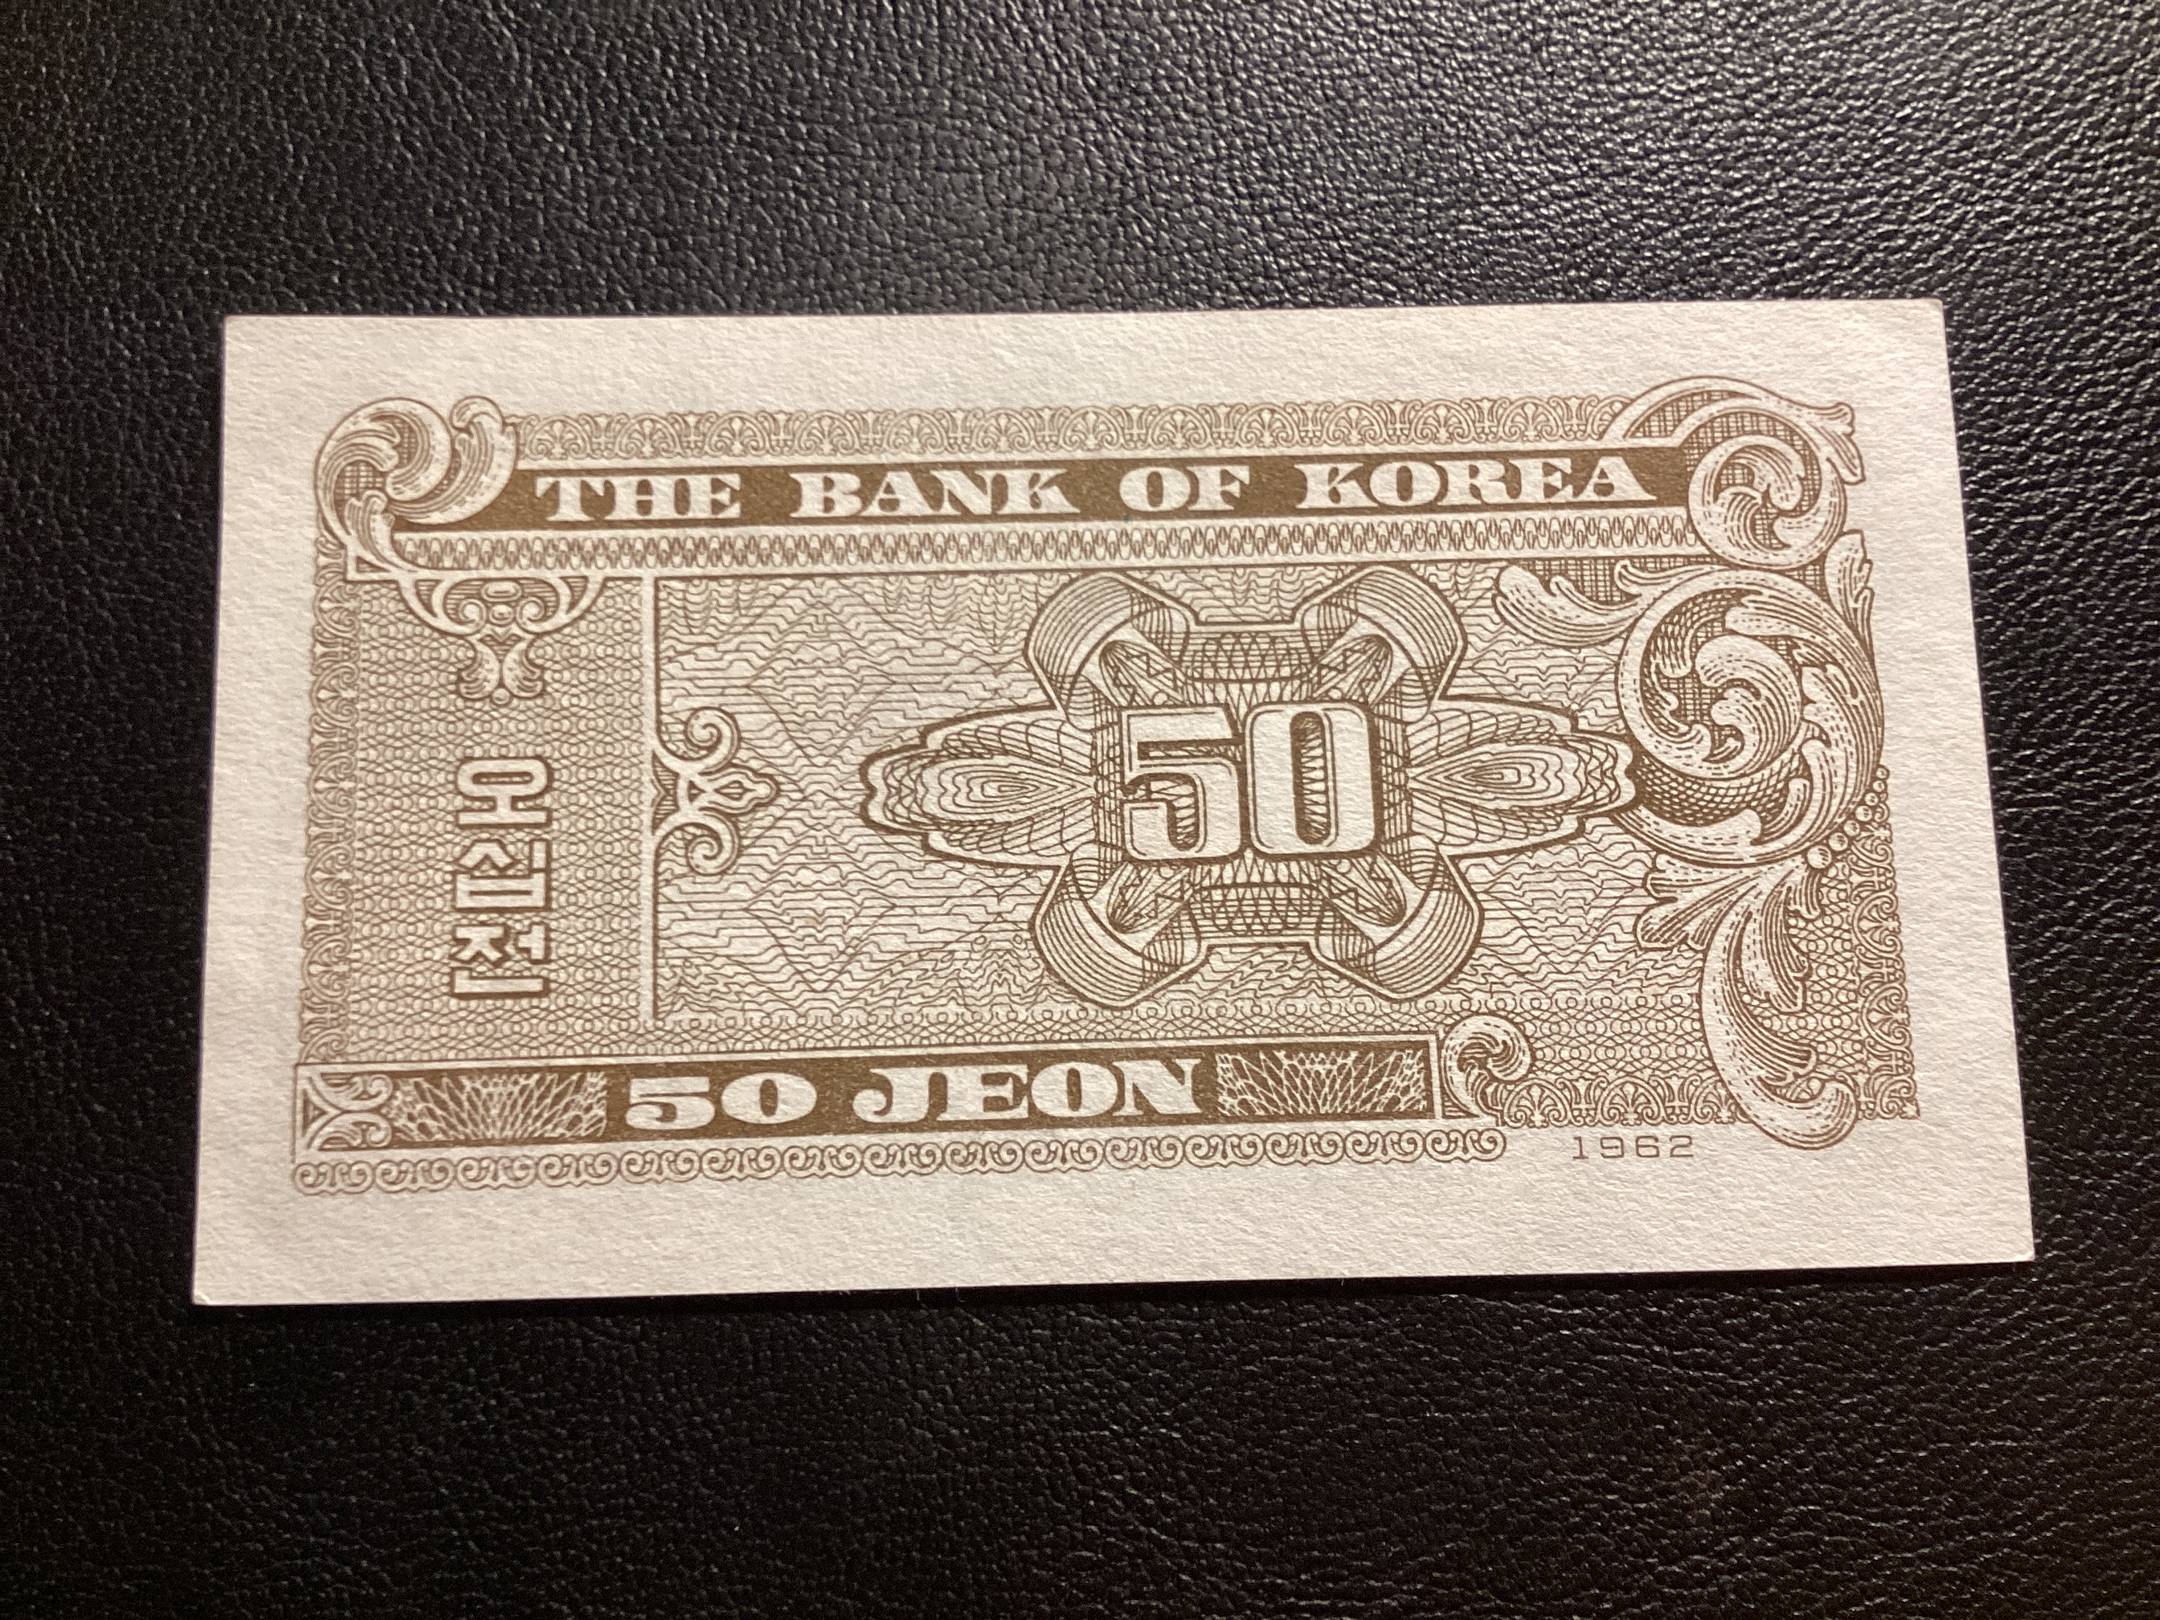 THE BANK OF KOREA
오십전
50
50 JEON
1962